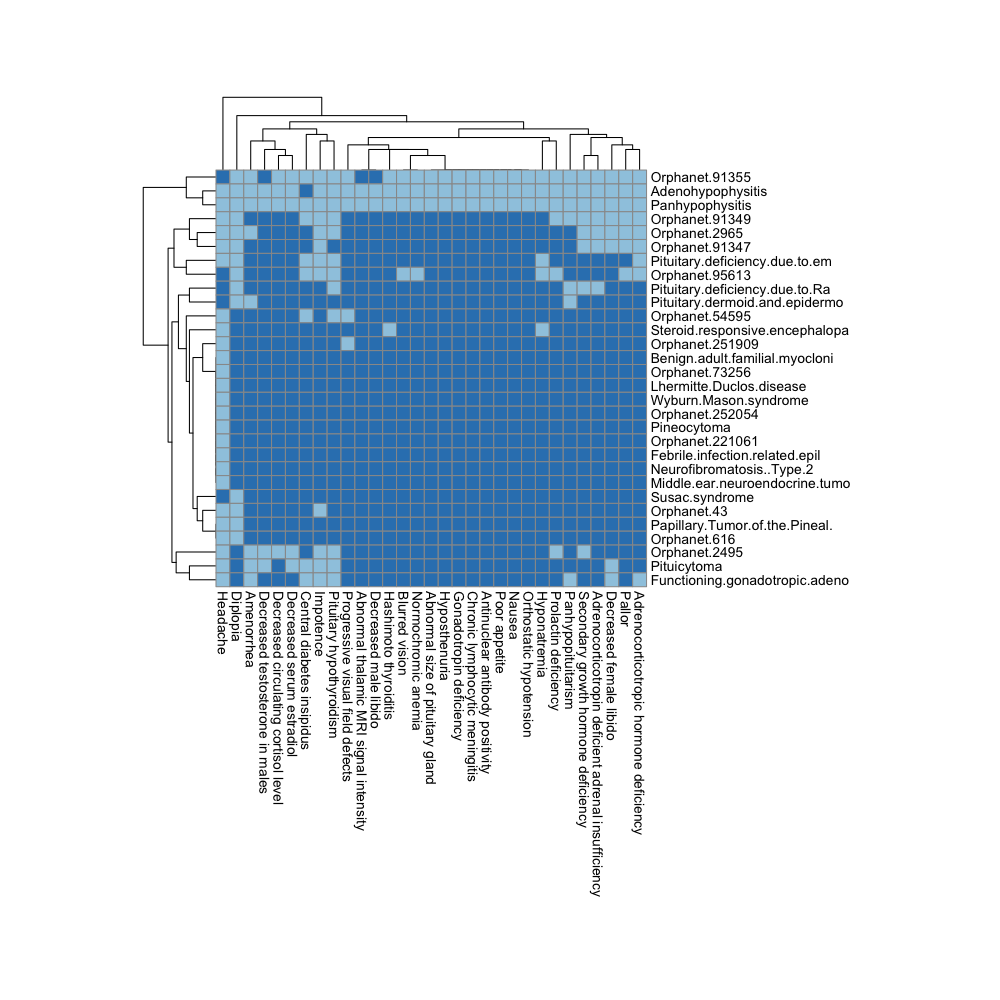 Orphanet.91355
Adenohypophysitis
Panhypophysitis
Orphanet.91349
Orphanet.2965
Orphanet.91347
Pituitary.deficiency.due.to.em
Orphanet.95613
Pituitary.deficiency.due.to.Ra
Pituitary.dermoid.and.epidermo
Orphanet.54595
Steroid.responsive.encephalopa
Orphanet.251909
Benign.adult.familial.myocloni
Orphanet.73256
Lhermitte.Duclos.disease
Wyburn.Mason.syndrome
Orphanet.252054
Pineocytoma
Orphanet.221061
Febrile.infection.related.epil
Neurofibromatosis..Type.2
Middle.ear.neuroendocrine.tumo
Susac.syndrome
Orphanet.43
Papillary.Tumor.of.the.Pineal.
Orphanet.616
Orphanet.2495
Pituicytoma
Functioning.gonadotropic.adeno
Headache
Diplopia
Amenorrhea
Decreased testosterone in males
Decreased circulating cortisol level
Decreased serum estradiol
Central diabetes insipidus
Impotence
Pituitary hypothyroidism
Progressive visual field defects
Abnormal thalamic MRI signal intensity
Decreased male libido
Hashimoto thyroiditis
Blurred vision
Normochromic anemia
Abnormal size of pituitary gland
Hyposthenuria
Gonadotropin deficiency
Chronic lymphocytic meningitis
Antinuclear antibody positivity
Poor appetite
Nausea
Orthostatic hypotension
Hyponatremia
Prolactin deficiency
Panhypopituitarism
Secondary growth hormone deficiency
Adrenocorticotropin deficient adrenal insufficiency
Decreased female libido
Pallor
Adrenocorticotropic hormone deficiency